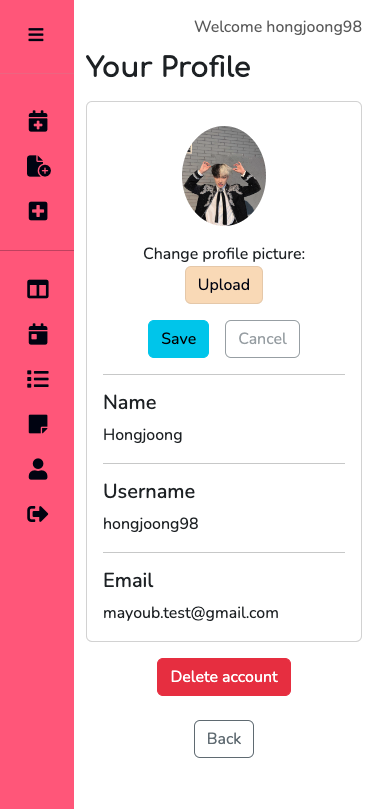 Welcome hongjoong98
Your Profile
Change profile picture:
Upload
Save Cancel
Name
Hongjoong
Username
hongjoong98
Email
mayoub.test@gmail.com
Delete account
Back